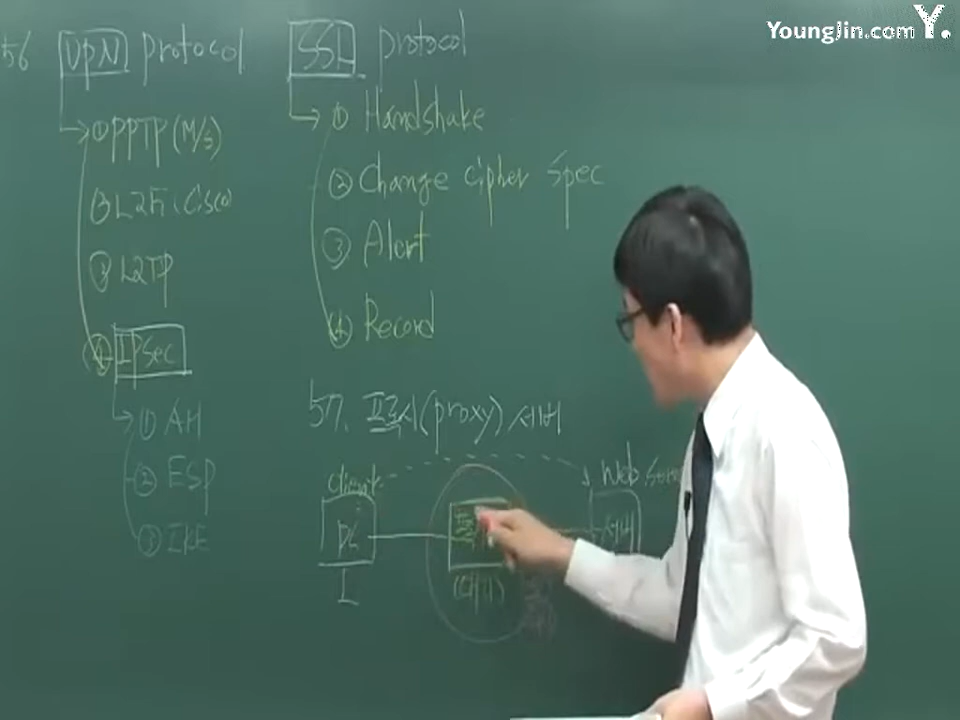 YoungJin.com Y.
56 VPN protocol
① PPTP (M/S)
② L2F (Cisco)
③ L2TP
④ IPSec
① AH
② ESP
③ IKE
SSL protocol
① Handshake
② Change Cipher Spec
③ Alert
④ Record
57. 프록시(proxy) 서버
client
PC
(대리)
Web
서버